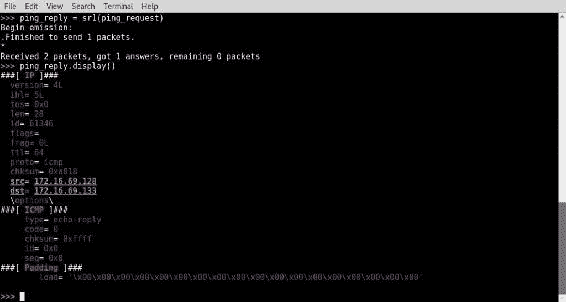 File Edit View Search Terminal Help
>>> ping_reply = sr1(ping_request)
Begin emission:
.Finished to send 1 packets.
*
Received 2 packets, got 1 answers, remaining 0 packets
>>> ping_reply.display()
###[ IP ]###
version= 4L
ihl= 5L
tos= 0x0
len= 28
id= 61346
flags=
frag= 0L
ttl= 64
proto= icmp
chksum= 0xa018
src= 172.16.69.128
dst= 172.16.69.133
\options\
###[ ICMP ]###
type= echo-reply
code= 0
chksum= 0xffff
id= 0x0
seq= 0x0
###[ Padding ]###
load= '\x00\x00\x00\x00\x00\x00\x00\x00\x00\x00\x00\x00\x00\x00\x00\x00\x00\x00'
>>>